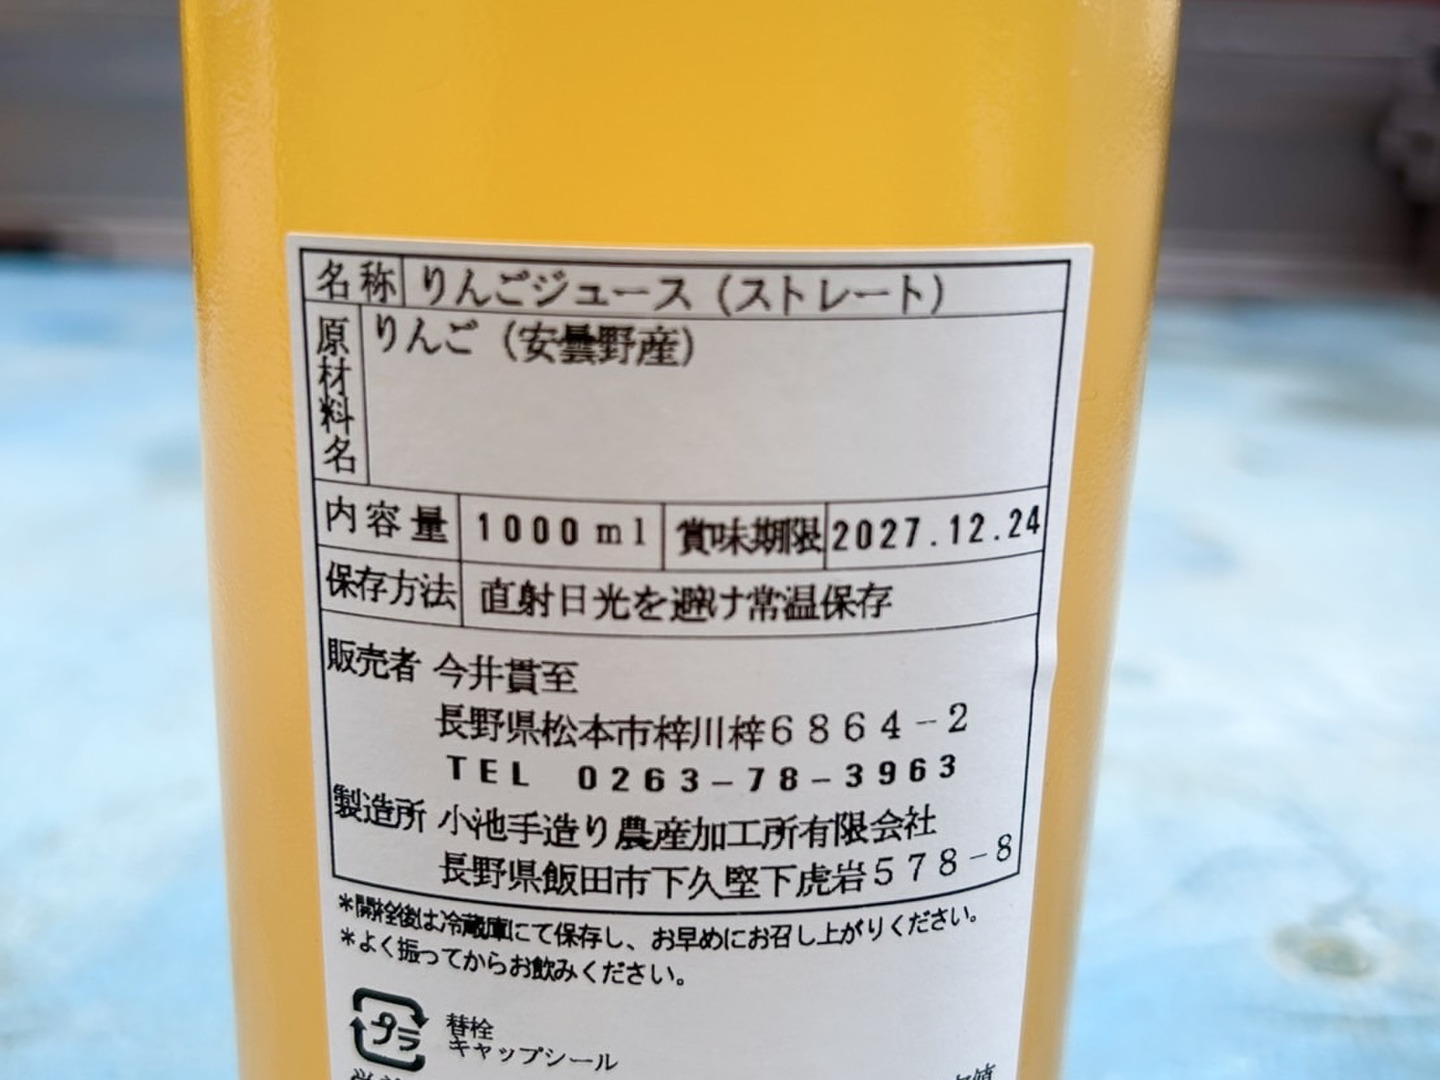 名称 りんごジュース（ストレート）
原材料名 りんご（安曇野産）
内容量 1000ml 賞味期限 2027.12.24
保存方法 直射日光を避け常温保存
販売者 今井貫至
長野県松本市梓川梓6864-2
TEL 0263-78-3963
製造所 小池手造り農産加工所有限会社
長野県飯田市下久堅下虎岩578-8
*開栓後は冷蔵庫にて保存し、お早めにお召し上がりください。
*よく振ってからお飲みください。
プラ 替栓
キャップシール